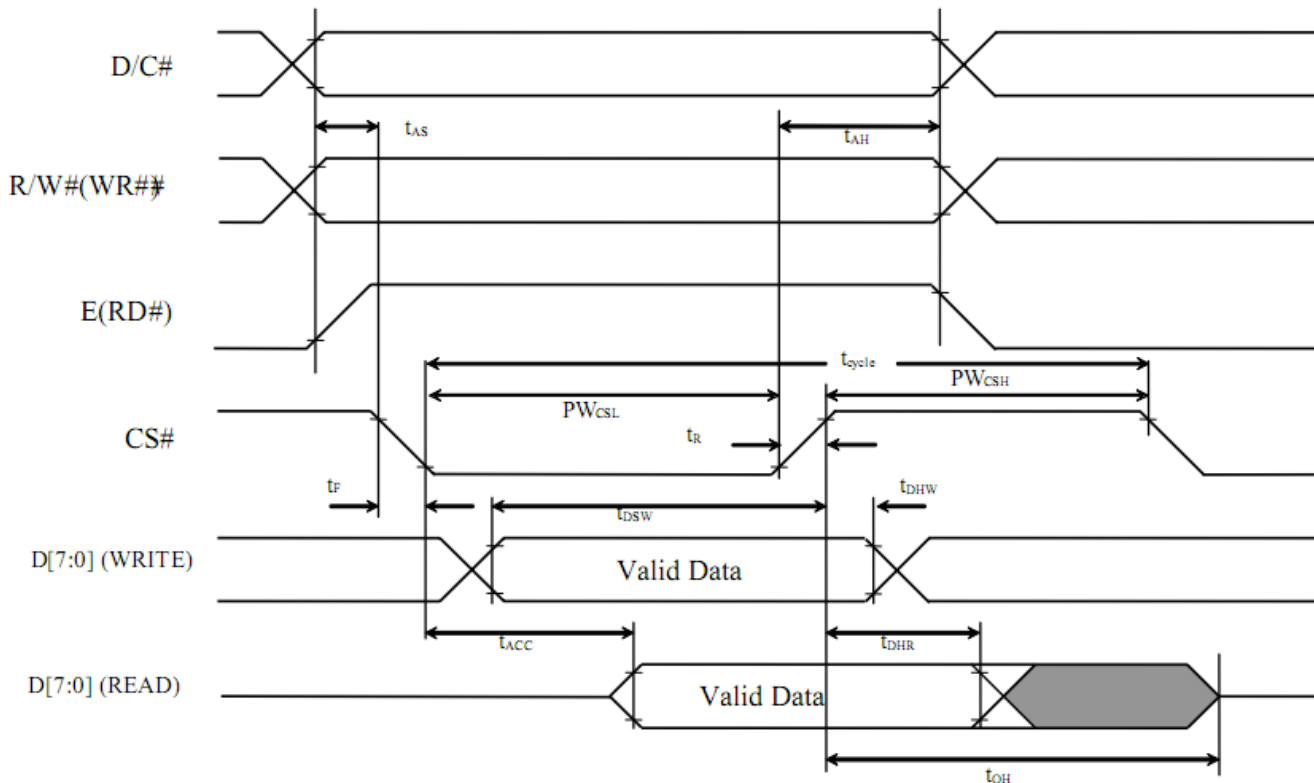 D/C#
tAS
tAH
R/W#(WR##
E(RD#)
tcycle
PWCSL
PWCSH
CS#
tR
tF
tDSW
tDHW
D[7:0] (WRITE)
Valid Data
tACC
tDHR
D[7:0] (READ)
Valid Data
tOH